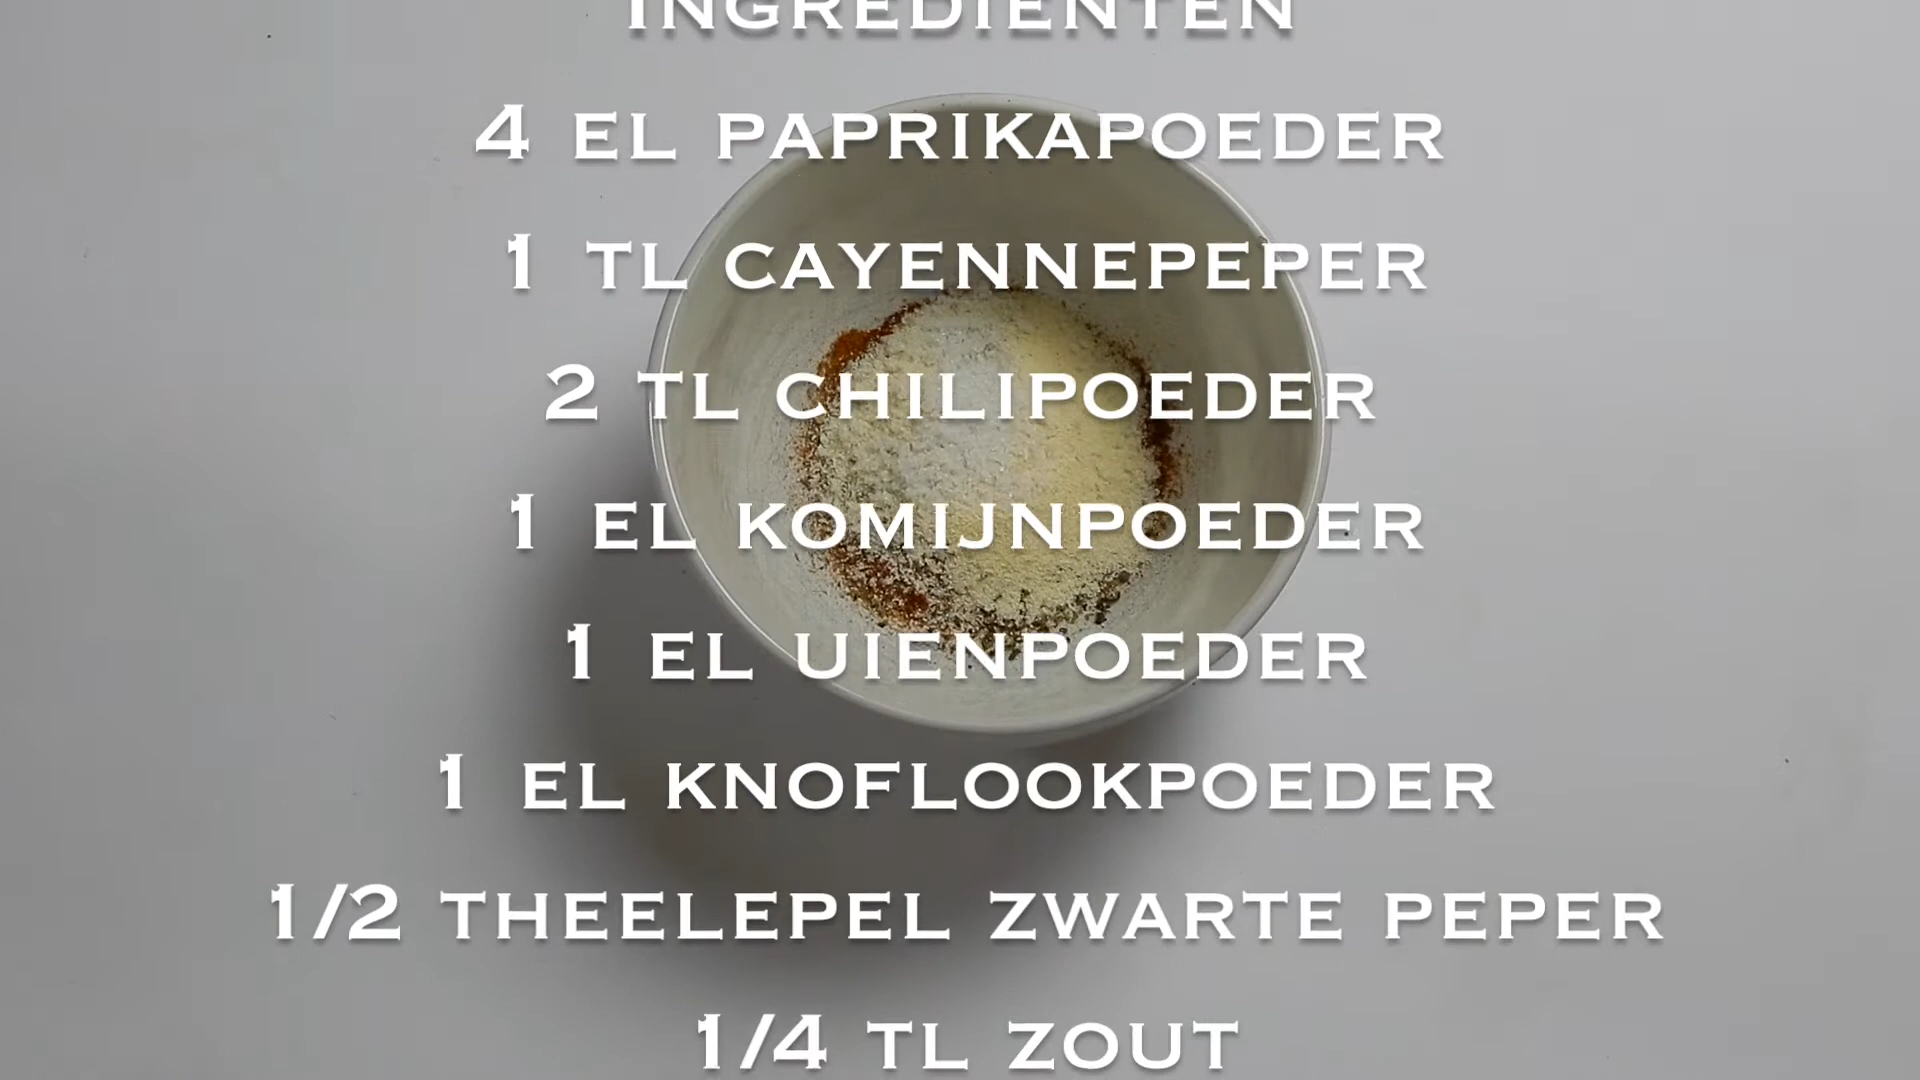 INGREDIENTEN
4 EL PAPRIKAPOEDER
1 TL CAYENNEPEPER
2 TL CHILIPOEDER
1 EL KOMIJNPOEDER
1 EL UIENPOEDER
1 EL KNOFLOOKPOEDER
1/2 THEELEPEL ZWARTE PEPER
1/4 TL ZOUT